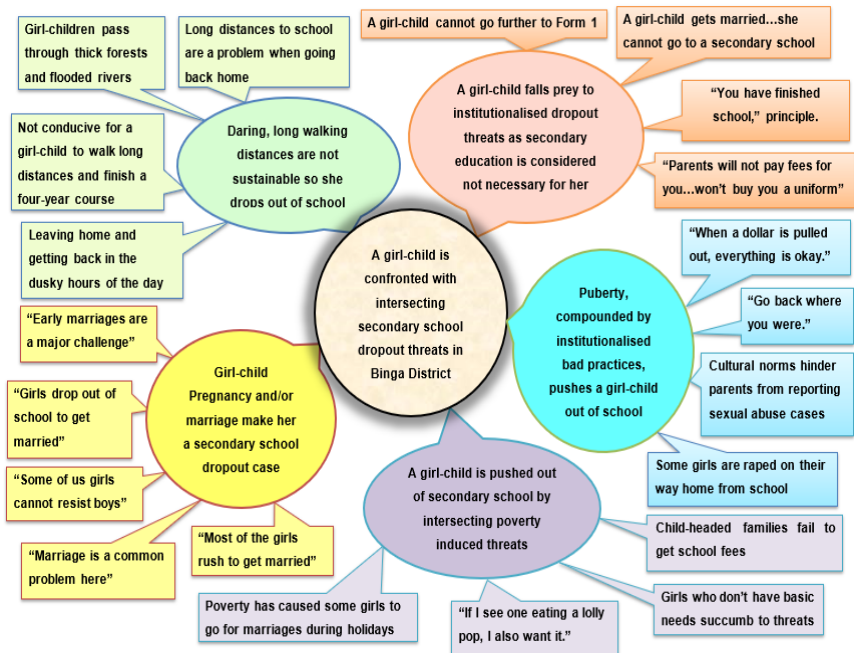 Girl-children pass
through thick forests
and flooded rivers
Long distances to school
are a problem when going
back home
Not conducive for a
girl-child to walk long
distances and finish a
four-year course
Leaving home and
getting back in the
dusky hours of the day
Daring, long walking
distances are not
sustainable so she
drops out of school
A girl-child cannot go further to Form 1
A girl-child gets married…she
cannot go to a secondary school
“You have finished
school,” principle.
“Parents will not pay fees for
you…won’t buy you a uniform”
A girl-child falls prey to
institutionalised dropout
threats as secondary
education is considered
not necessary for her
A girl-child is
confronted with
intersecting
secondary school
dropout threats in
Binga District
“When a dollar is pulled
out, everything is okay.”
“Go back where
you were.”
Cultural norms hinder
parents from reporting
sexual abuse cases
Some girls are raped on their
way home from school
Puberty,
compounded by
institutionalised
bad practices,
pushes a girl-child
out of school
“Early marriages are
a major challenge”
“Girls drop out of
school to get
married”
“Some of us girls
cannot resist boys”
“Marriage is a common
problem here”
“Most of the girls
rush to get married”
Girl-child
Pregnancy and/or
marriage make her
a secondary school
dropout case
A girl-child is pushed out
of secondary school by
intersecting poverty
induced threats
Child-headed families fail to
get school fees
Girls who don’t have basic
needs succumb to threats
“If I see one eating a lolly
pop, I also want it.”
Poverty has caused some girls to
go for marriages during holidays